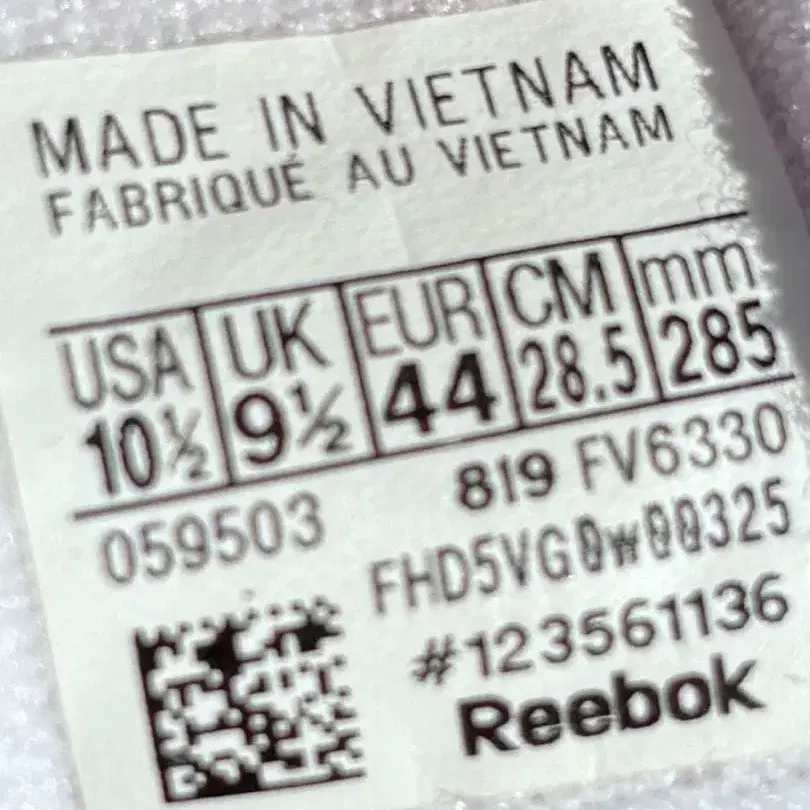 MADE IN VIETNAM
FABRIQUÉ AU VIETNAM
USA UK EUR CM mm
10½ 9½ 44 28.5 285
059503 819 FV6330
FHD5VG0w00325
#123561136
Reebok